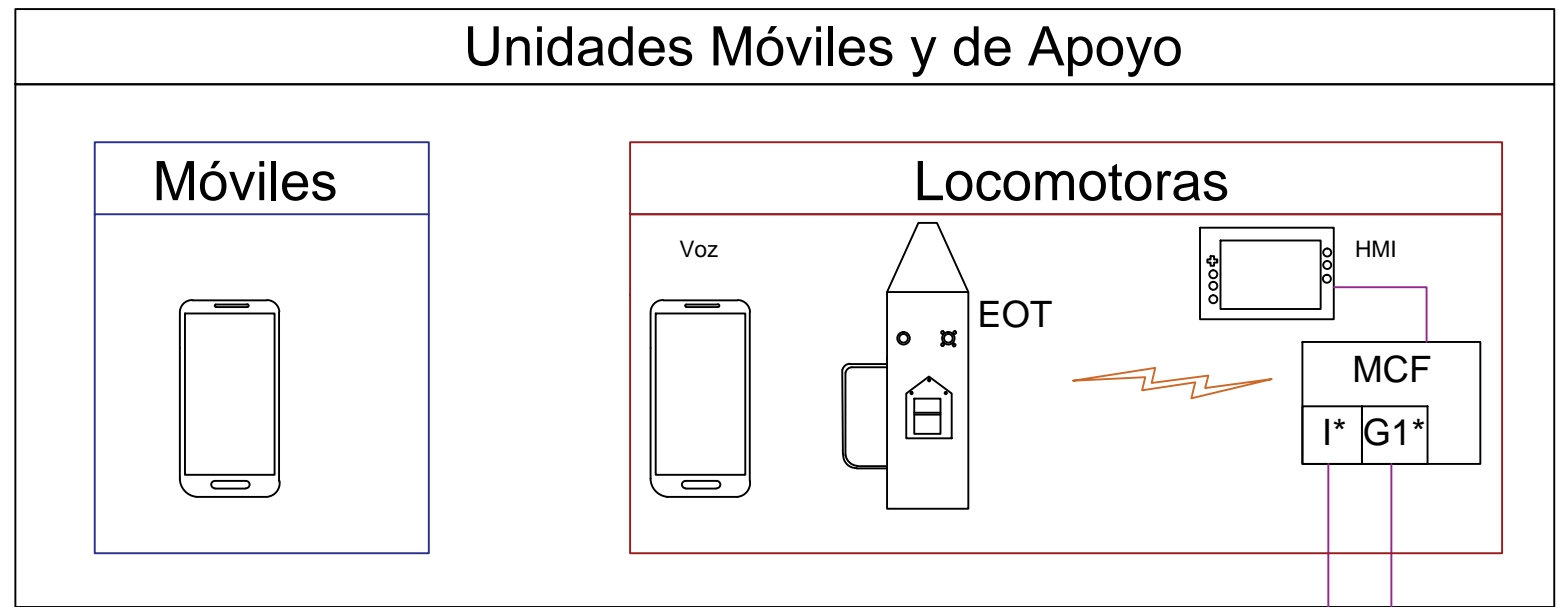 Unidades Móviles y de Apoyo
Móviles
Locomotoras
Voz
EOT
HMI
MCF
I*
G1*